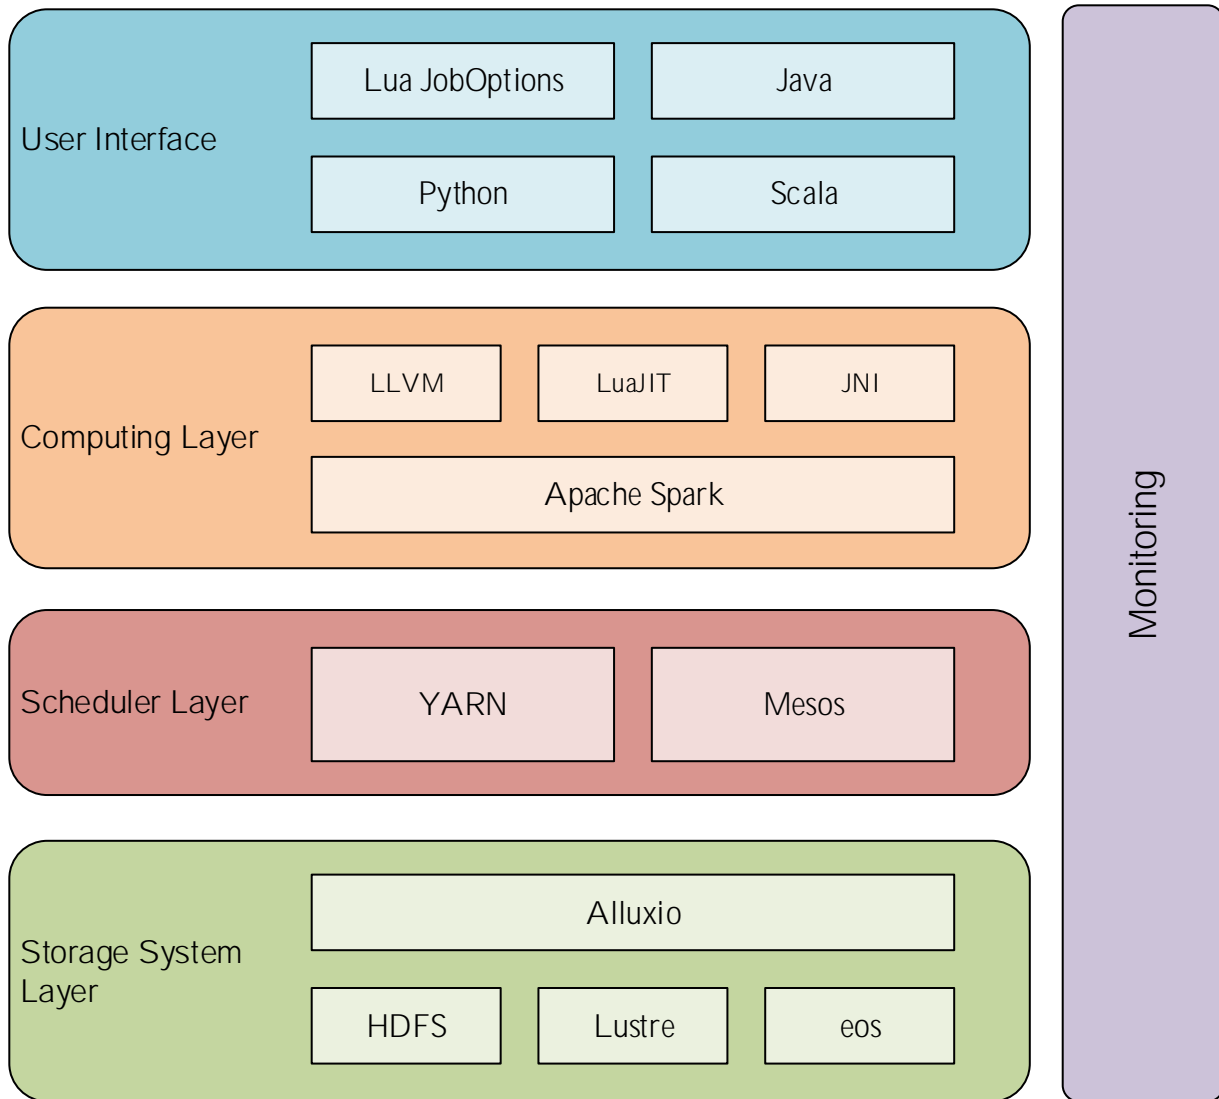 User Interface
Lua JobOptions
Java
Python
Scala
Computing Layer
LLVM
LuaJIT
JNI
Apache Spark
Scheduler Layer
YARN
Mesos
Storage System
Layer
Alluxio
HDFS
Lustre
eos
Monitoring